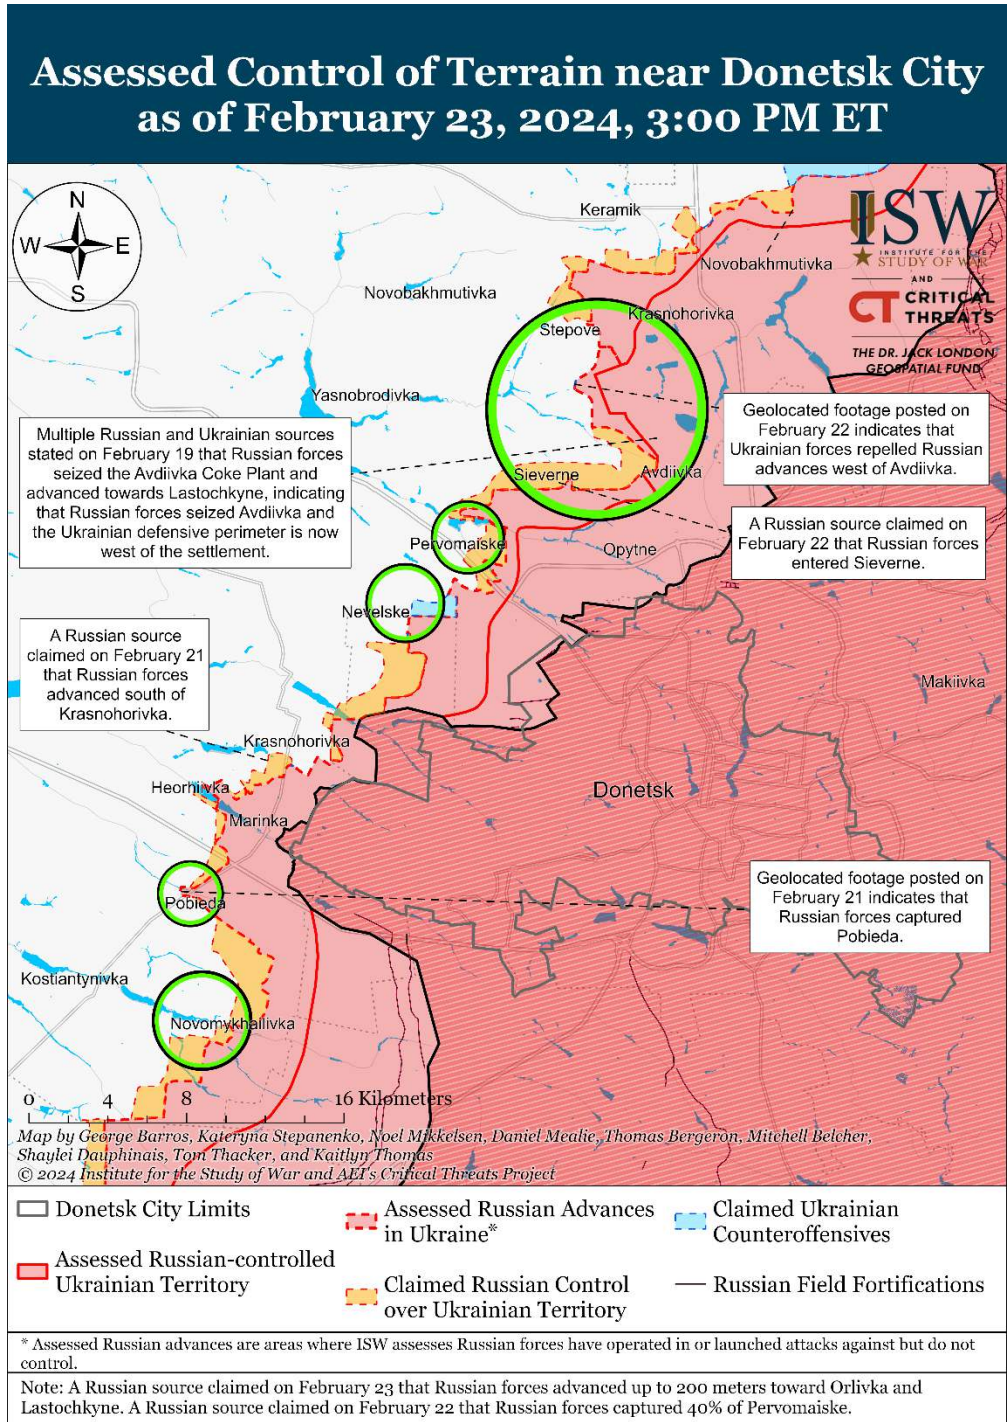 Assessed Control of Terrain near Donetsk City
as of February 23, 2024, 3:00 PM ET
N
W
E
S
Keramik
ISW
INSTITUTE FOR THE
STUDY OF WAR
AND
CT CRITICAL
THREATS
THE DR. JACK LONDON
GEOSPATIAL FUND
Novobakhmutivka
Novobakhmutivka
Krasnohorivka
Stepove
Yasnobrodivka
Geolocated footage posted on
February 22 indicates that
Ukrainian forces repelled Russian
advances west of Avdiivka.
Multiple Russian and Ukrainian sources
stated on February 19 that Russian forces
seized the Avdiivka Coke Plant and
advanced towards Lastochkyne, indicating
that Russian forces seized Avdiivka and
the Ukrainian defensive perimeter is now
west of the settlement.
Sieverne
Avdiivka
A Russian source claimed on
February 22 that Russian forces
entered Sieverne.
Pervomaiske
Opytne
Nevelske
A Russian source
claimed on February 21
that Russian forces
advanced south of
Krasnohorivka.
Makiivka
Krasnohorivka
Heorhiivka
Donetsk
Marinka
Geolocated footage posted on
February 21 indicates that
Russian forces captured
Pobieda.
Pobieda
Kostiantynivka
Novomykhailivka
0 4 8 16 Kilometers
Map by George Barros, Kateryna Stepanenko, Noel Mikkelsen, Daniel Mealie, Thomas Bergeron, Mitchell Belcher,
Shaylei Dauphinais, Tom Thacker, and Kaitlyn Thomas
© 2024 Institute for the Study of War and AEI's Critical Threats Project
Donetsk City Limits
Assessed Russian-controlled
Ukrainian Territory
Assessed Russian Advances
in Ukraine*
Claimed Russian Control
over Ukrainian Territory
Claimed Ukrainian
Counteroffensives
Russian Field Fortifications
* Assessed Russian advances are areas where ISW assesses Russian forces have operated in or launched attacks against but do not
control.
Note: A Russian source claimed on February 23 that Russian forces advanced up to 200 meters toward Orlivka and
Lastochkyne. A Russian source claimed on February 22 that Russian forces captured 40% of Pervomaiske.